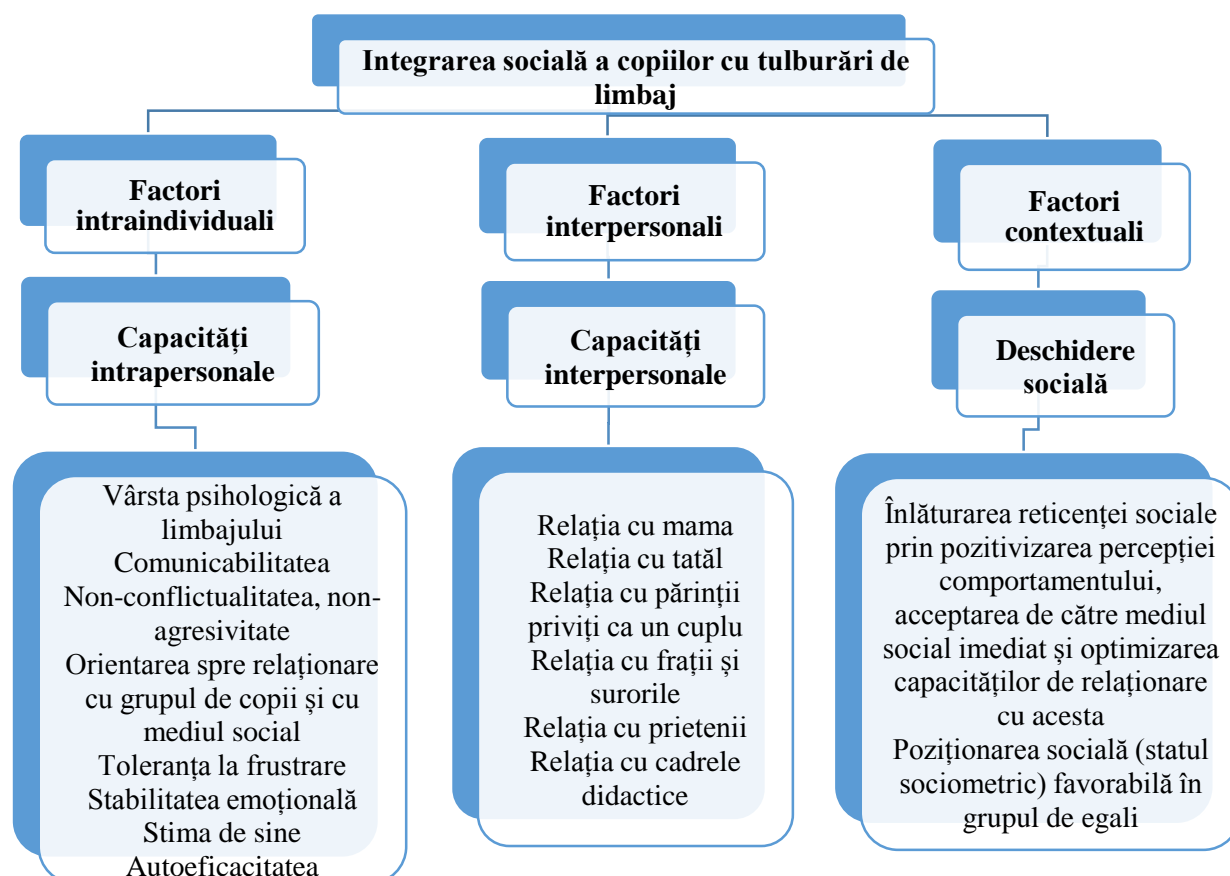 Integrarea socială a copiilor cu tulburări de
limbaj
Factori
intraindividuali
Factori
interpersonali
Factori
contextuali
Capacități
intrapersonale
Capacități
interpersonale
Deschidere
socială
Vârsta psihologică a
limbajului
Comunicabilitatea
Non-conflictualitatea, non-
agresivitate
Orientarea spre relaționare
cu grupul de copii și cu
mediul social
Toleranța la frustrare
Stabilitatea emoțională
Stima de sine
Autoeficacitatea
Relația cu mama
Relația cu tatăl
Relația cu părinții
priviți ca un cuplu
Relația cu frații și
surorile
Relația cu prietenii
Relația cu cadrele
didactice
Înlăturarea reticenței sociale
prin pozitivizarea percepției
comportamentului,
acceptarea de către mediul
social imediat și optimizarea
capacităților de relaționare
cu acesta
Poziționarea socială (statul
sociometric) favorabilă în
grupul de egali